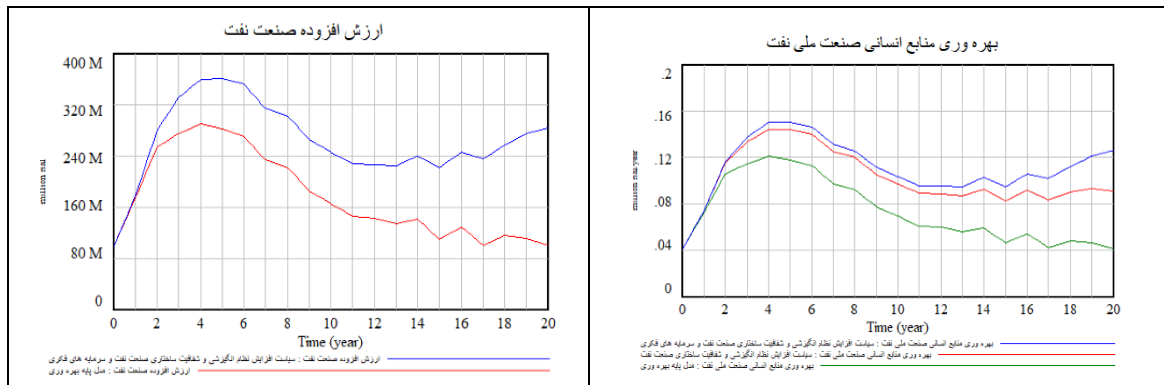 ارزش افزوده صنعت نفت
400 M
320 M
240 M
160 M
80 M
0
0 2 4 6 8 10 12 14 16 18 20
Time (year)
ارزش افزوده صنعت نفت : سیاست افزایش نظام انگیزشی و شفافیت ساختاری صنعت نفت و سرمایه های فکری
ارزش افزوده صنعت نفت : مدل پایه بهره وری
بهره وری منابع انسانی صنعت ملی نفت
.2
.16
.12
.08
.04
0
0 2 4 6 8 10 12 14 16 18 20
Time (year)
بهره وری منابع انسانی صنعت ملی نفت : سیاست افزایش نظام انگیزشی و شفافیت ساختاری صنعت نفت و سرمایه های فکری
بهره وری منابع انسانی صنعت ملی نفت : سیاست افزایش نظام انگیزشی و شفافیت ساختاری صنعت نفت
بهره وری منابع انسانی صنعت ملی نفت : مدل پایه بهره وری